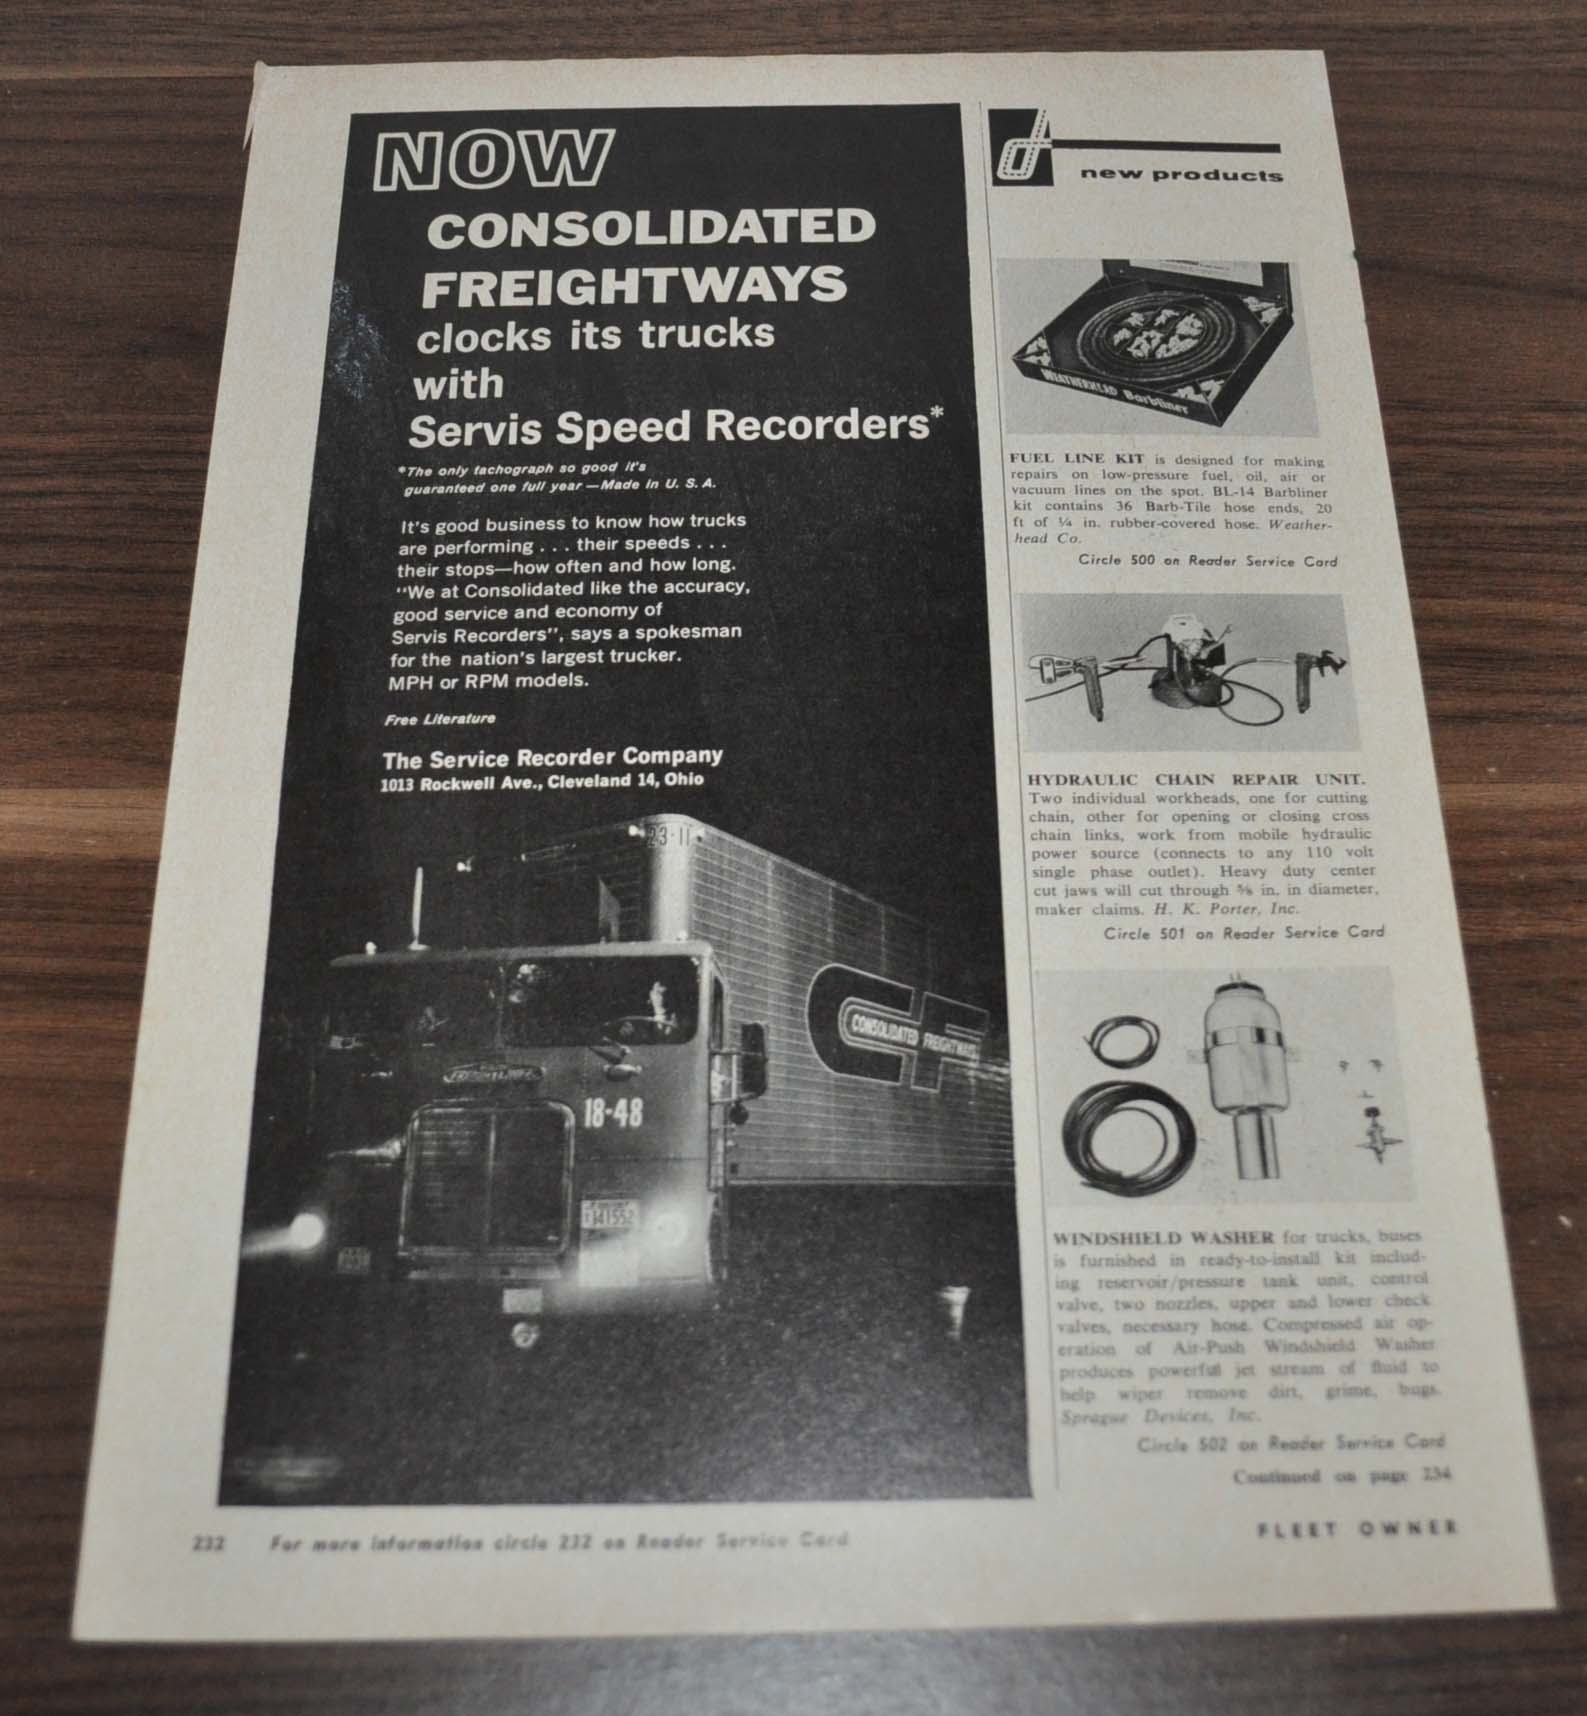 NOW
CONSOLIDATED
FREIGHTWAYS
clocks its trucks
with
Servis Speed Recorders*
*The only tachograph so good it's
guaranteed one full year—Made in U. S. A.
It's good business to know how trucks
are performing . . . their speeds . . .
their stops—how often and how long.
"We at Consolidated like the accuracy,
good service and economy of
Servis Recorders", says a spokesman
for the nation's largest trucker.
MPH or RPM models.
Free Literature
The Service Recorder Company
1013 Rockwell Ave., Cleveland 14, Ohio
23-11
CF
CONSOLIDATED FREIGHTWAYS
FREIGHTLINER
18-48
new products
WEATHERHEAD Barbliner
FUEL LINE KIT is designed for making
repairs on low-pressure fuel, oil, air or
vacuum lines on the spot. BL-14 Barbliner
kit contains 36 Barb-Tile hose ends, 20
ft of ¼ in. rubber-covered hose. Weather-
head Co.
Circle 500 on Reader Service Card
HYDRAULIC CHAIN REPAIR UNIT.
Two individual workheads, one for cutting
chain, other for opening or closing cross
chain links, work from mobile hydraulic
power source (connects to any 110 volt
single phase outlet). Heavy duty center
cut jaws will cut through ⅝ in. in diameter,
maker claims. H. K. Porter, Inc.
Circle 501 on Reader Service Card
WINDSHIELD WASHER for trucks, buses
is furnished in ready-to-install kit includ-
ing reservoir/pressure tank unit, control
valve, two nozzles, upper and lower check
valves, necessary hose. Compressed air op-
eration of Air-Push Windshield Washer
produces powerful jet stream of fluid to
help wiper remove dirt, grime, bugs.
Sprague Devices, Inc.
Circle 502 on Reader Service Card
Continued on page 234
232 For more information circle 232 on Reader Service Card
FLEET OWNER